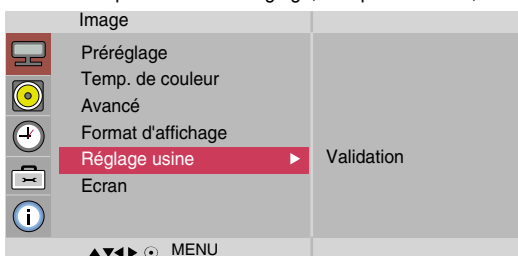 Image
Préréglage
Temp. de couleur
Avancé
Format d'affichage
Réglage usine
Validation
Ecran
MENU